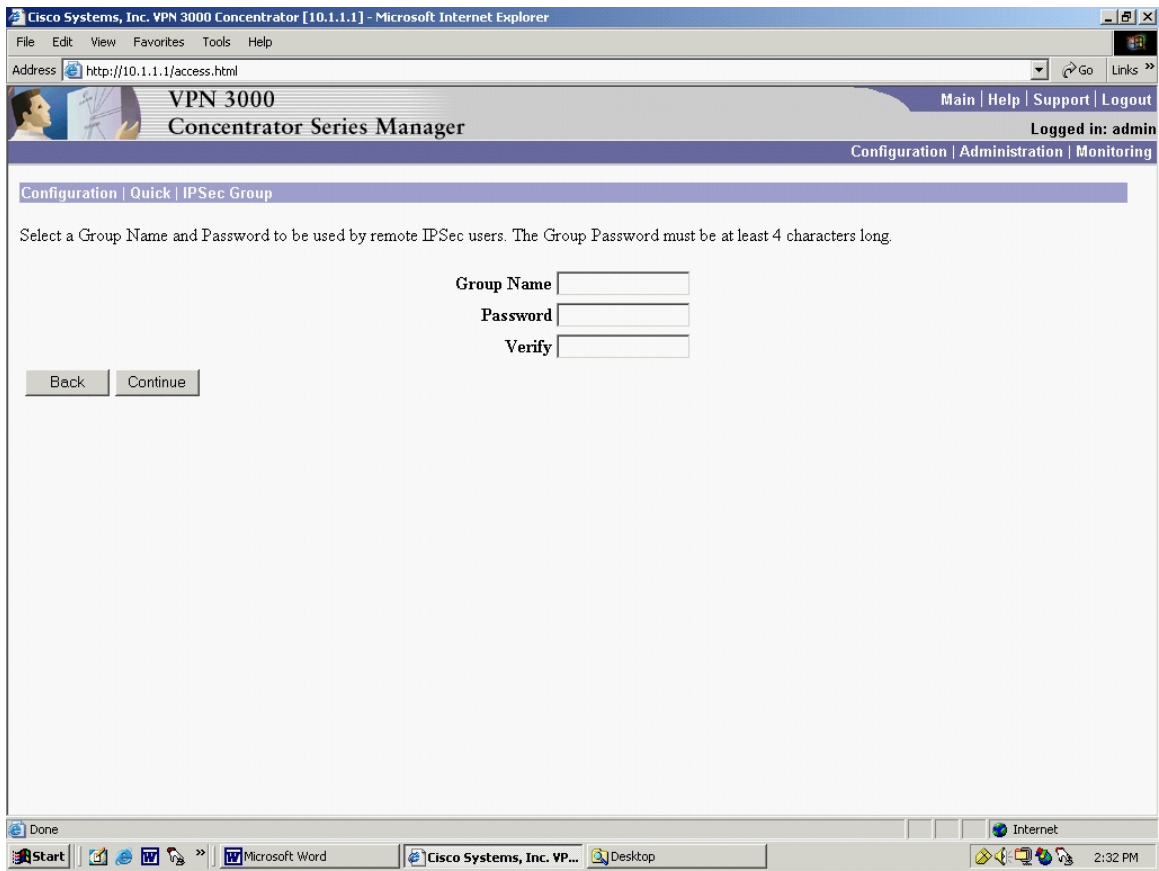 Cisco Systems, Inc. VPN 3000 Concentrator [10.1.1.1] - Microsoft Internet Explorer
File Edit View Favorites Tools Help
Address http://10.1.1.1/access.html Go Links »
VPN 3000
Concentrator Series Manager
Main | Help | Support | Logout
Logged in: admin
Configuration | Administration | Monitoring
Configuration | Quick | IPSec Group
Select a Group Name and Password to be used by remote IPSec users. The Group Password must be at least 4 characters long.
Group Name
Password
Verify
Back Continue
Done Internet
Start » Microsoft Word Cisco Systems, Inc. VP... Desktop 2:32 PM